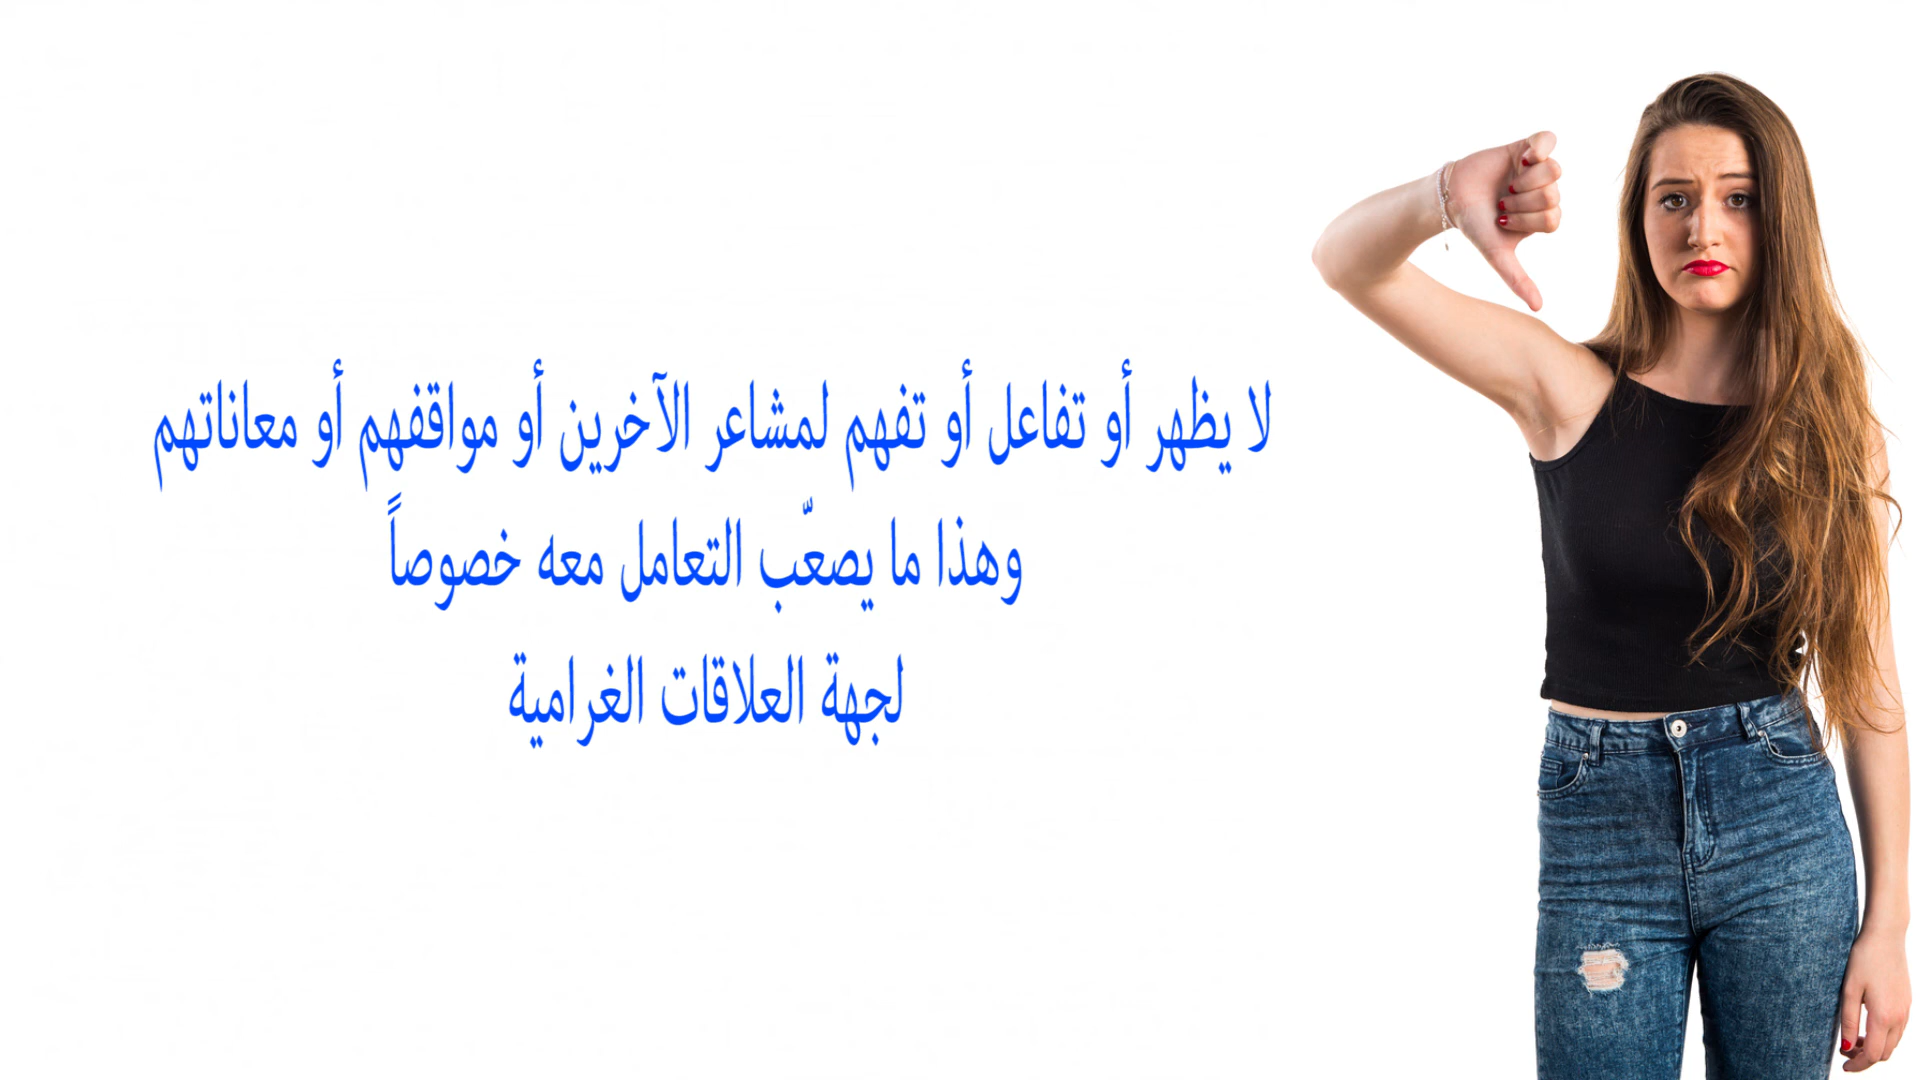 لا يظهر أو تفاعل أو تفهم لمشاعر الآخرين أو مواقفهم أو معاناتهم
وهذا ما يصعّب التعامل معه خصوصاً
لجهة العلاقات الغرامية